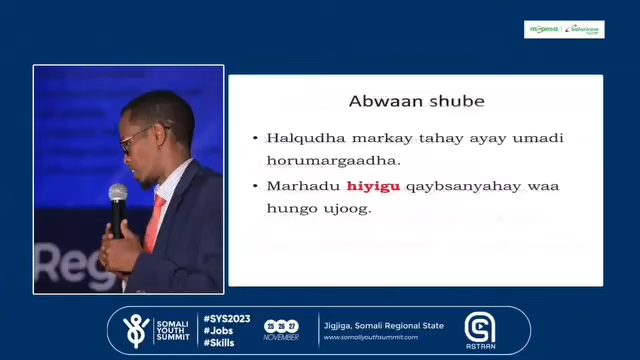 m-pesa | Safaricom
Abwaan shube
• Halqudha markay tahay ayay umadi
horumargaadha.
• Marhadu hiyigu qaybsanyahay waa
hungo ujoog.
Reg
SOMALI
YOUTH
SUMMIT
#SYS2023
#Jobs
#Skills
25 26 27
NOVEMBER
Jigjiga, Somali Regional State
www.somaliyouthsummit.com
ASTRAN